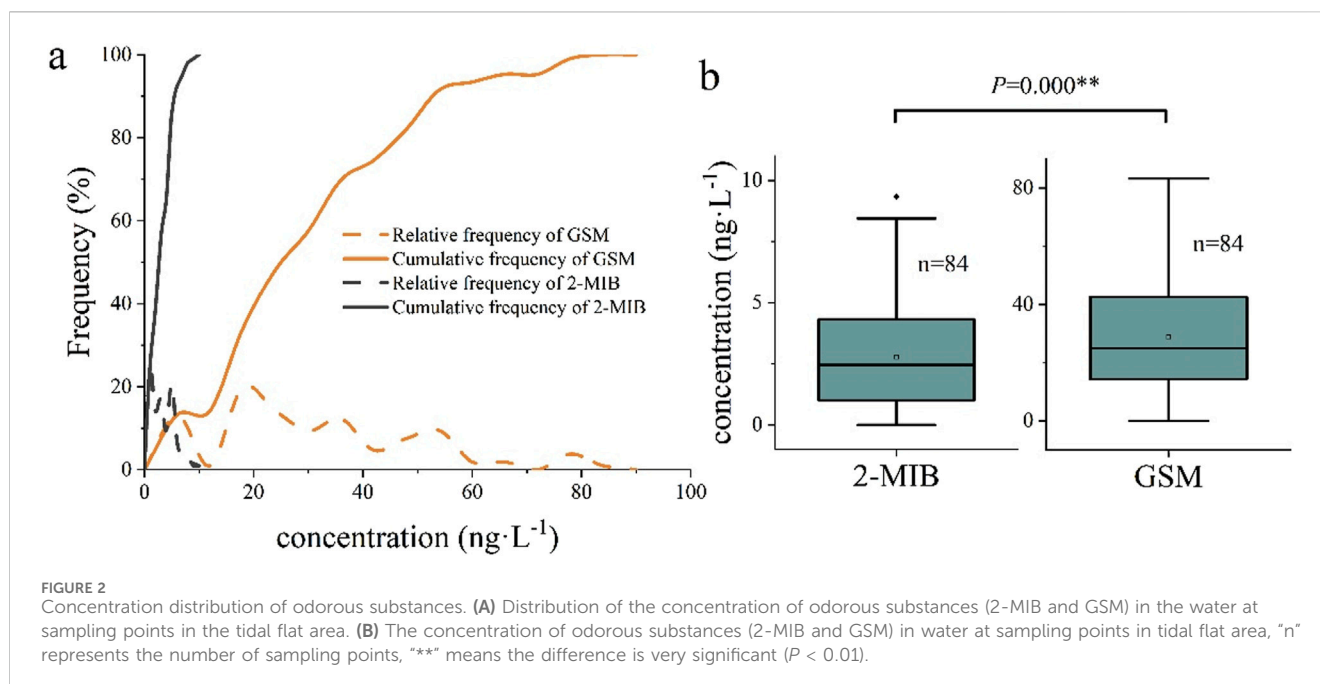 a
100
80
60
40
20
0
Frequency (%)
Relative frequency of GSM
Cumulative frequency of GSM
Relative frequency of 2-MIB
Cumulative frequency of 2-MIB
0 20 40 60 80 100
concentration (ng·L⁻¹)
b
P=0.000**
concentration (ng·L⁻¹)
10
5
0
n=84
2-MIB
80
40
0
n=84
GSM
FIGURE 2
Concentration distribution of odorous substances. (A) Distribution of the concentration of odorous substances (2-MIB and GSM) in the water at
sampling points in the tidal flat area. (B) The concentration of odorous substances (2-MIB and GSM) in water at sampling points in tidal flat area, “n”
represents the number of sampling points, “**” means the difference is very significant (P < 0.01).